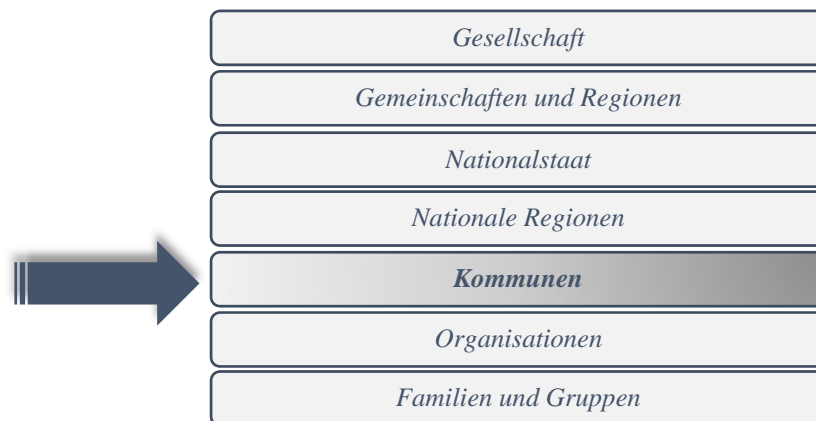 Gesellschaft
Gemeinschaften und Regionen
Nationalstaat
Nationale Regionen
Kommunen
Organisationen
Familien und Gruppen